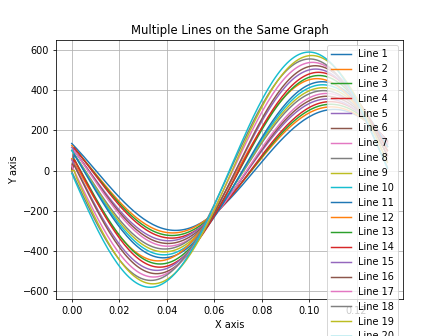 Multiple Lines on the Same Graph
600
400
200
0
−200
−400
−600
Y axis
0.00
0.02
0.04
0.06
0.08
0.10
X axis
Line 1
Line 2
Line 3
Line 4
Line 5
Line 6
Line 7
Line 8
Line 9
Line 10
Line 11
Line 12
Line 13
Line 14
Line 15
Line 16
Line 17
Line 18
Line 19
Line 20